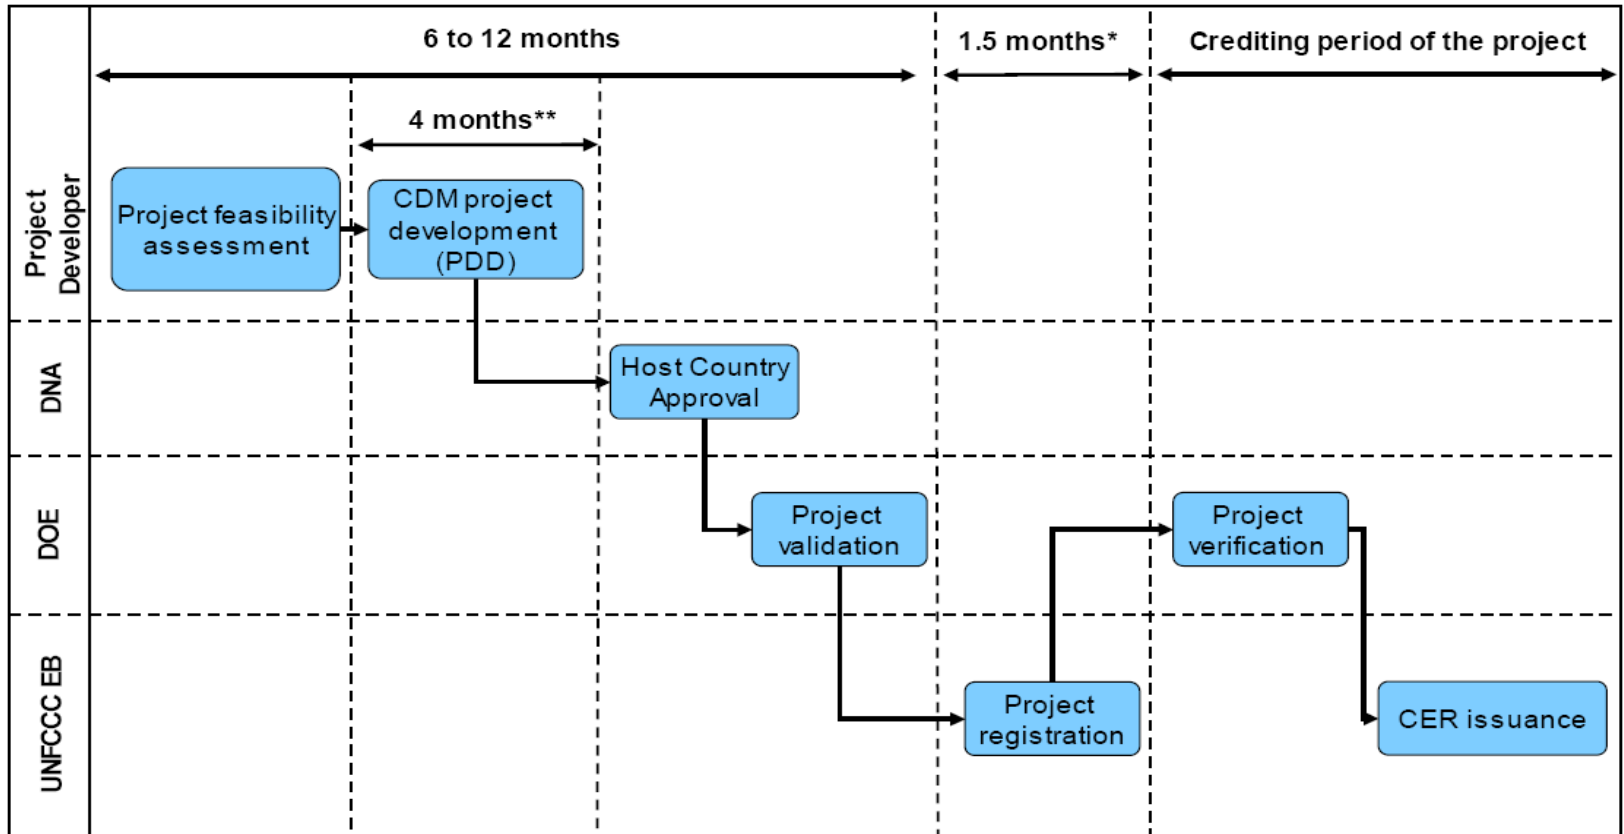 6 to 12 months
1.5 months*
Crediting period of the project
4 months**
Project
Developer
Project feasibility
assessment
CDM project
development
(PDD)
DNA
Host Country
Approval
DOE
Project
validation
Project
verification
UNFCCC EB
Project
registration
CER issuance